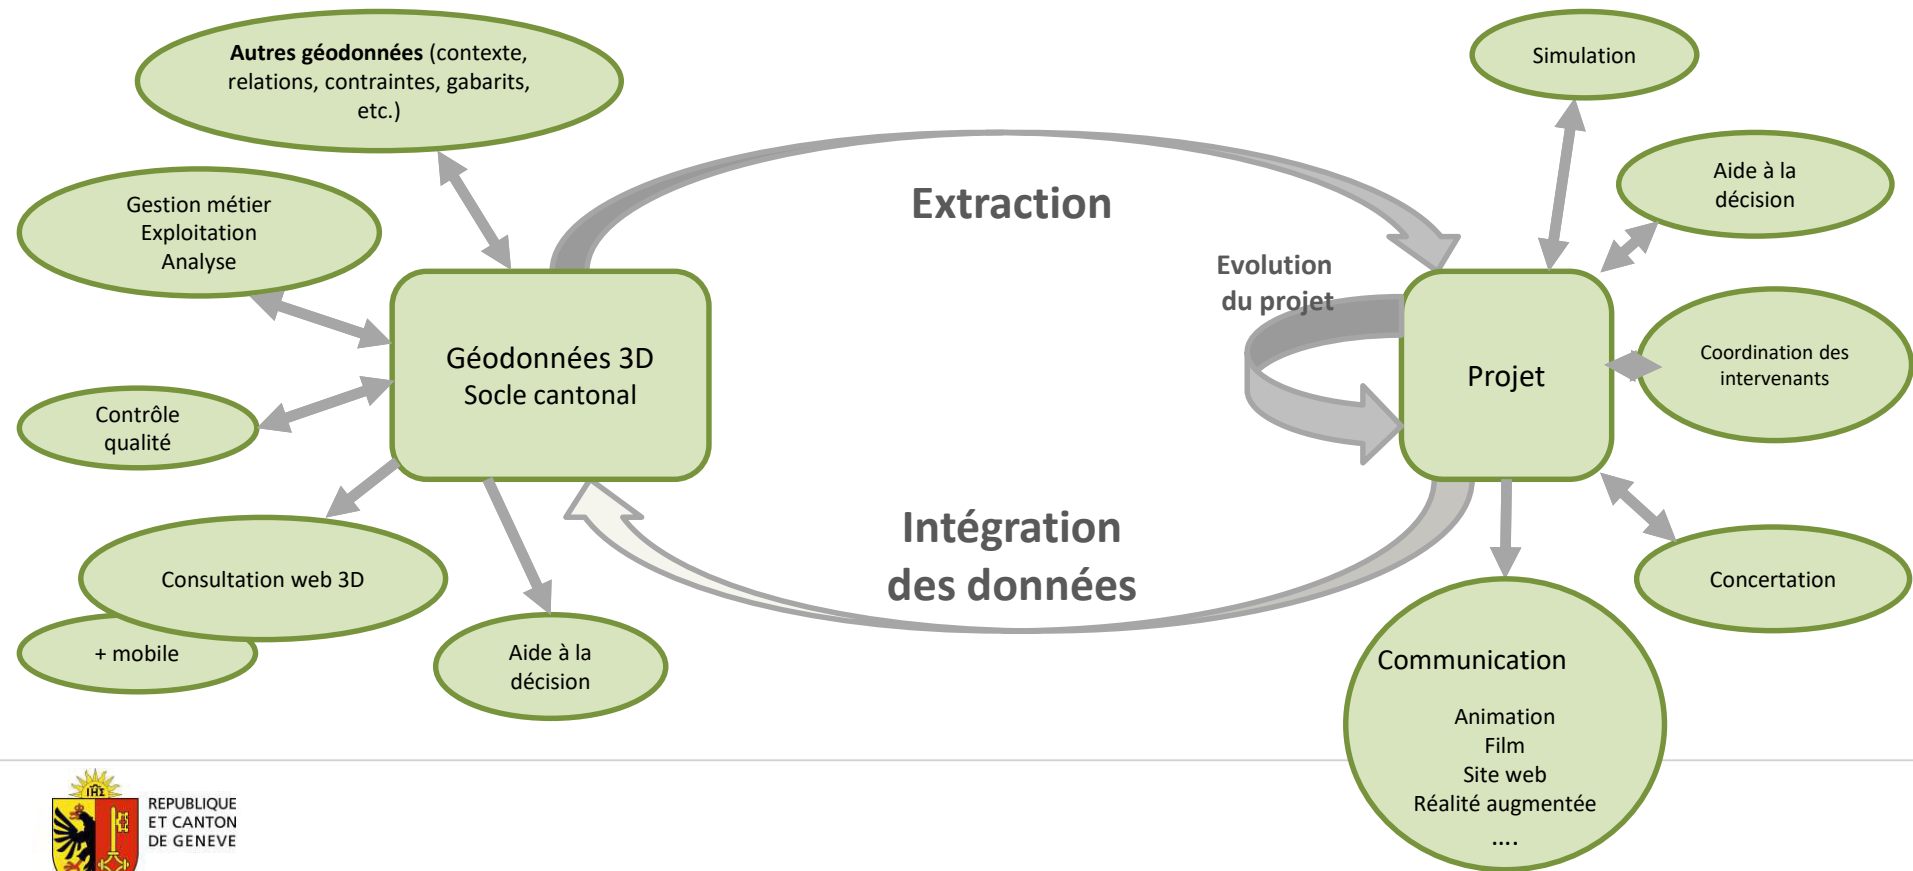 Autres géodonnées (contexte,
relations, contraintes, gabarits,
etc.)
Gestion métier
Exploitation
Analyse
Contrôle
qualité
Consultation web 3D
+ mobile
Géodonnées 3D
Socle cantonal
Aide à la
décision
Extraction
Intégration
des données
Evolution
du projet
Projet
Simulation
Aide à la
décision
Coordination des
intervenants
Concertation
Communication
Animation
Film
Site web
Réalité augmentée
....
IHΣ
REPUBLIQUE
ET CANTON
DE GENEVE